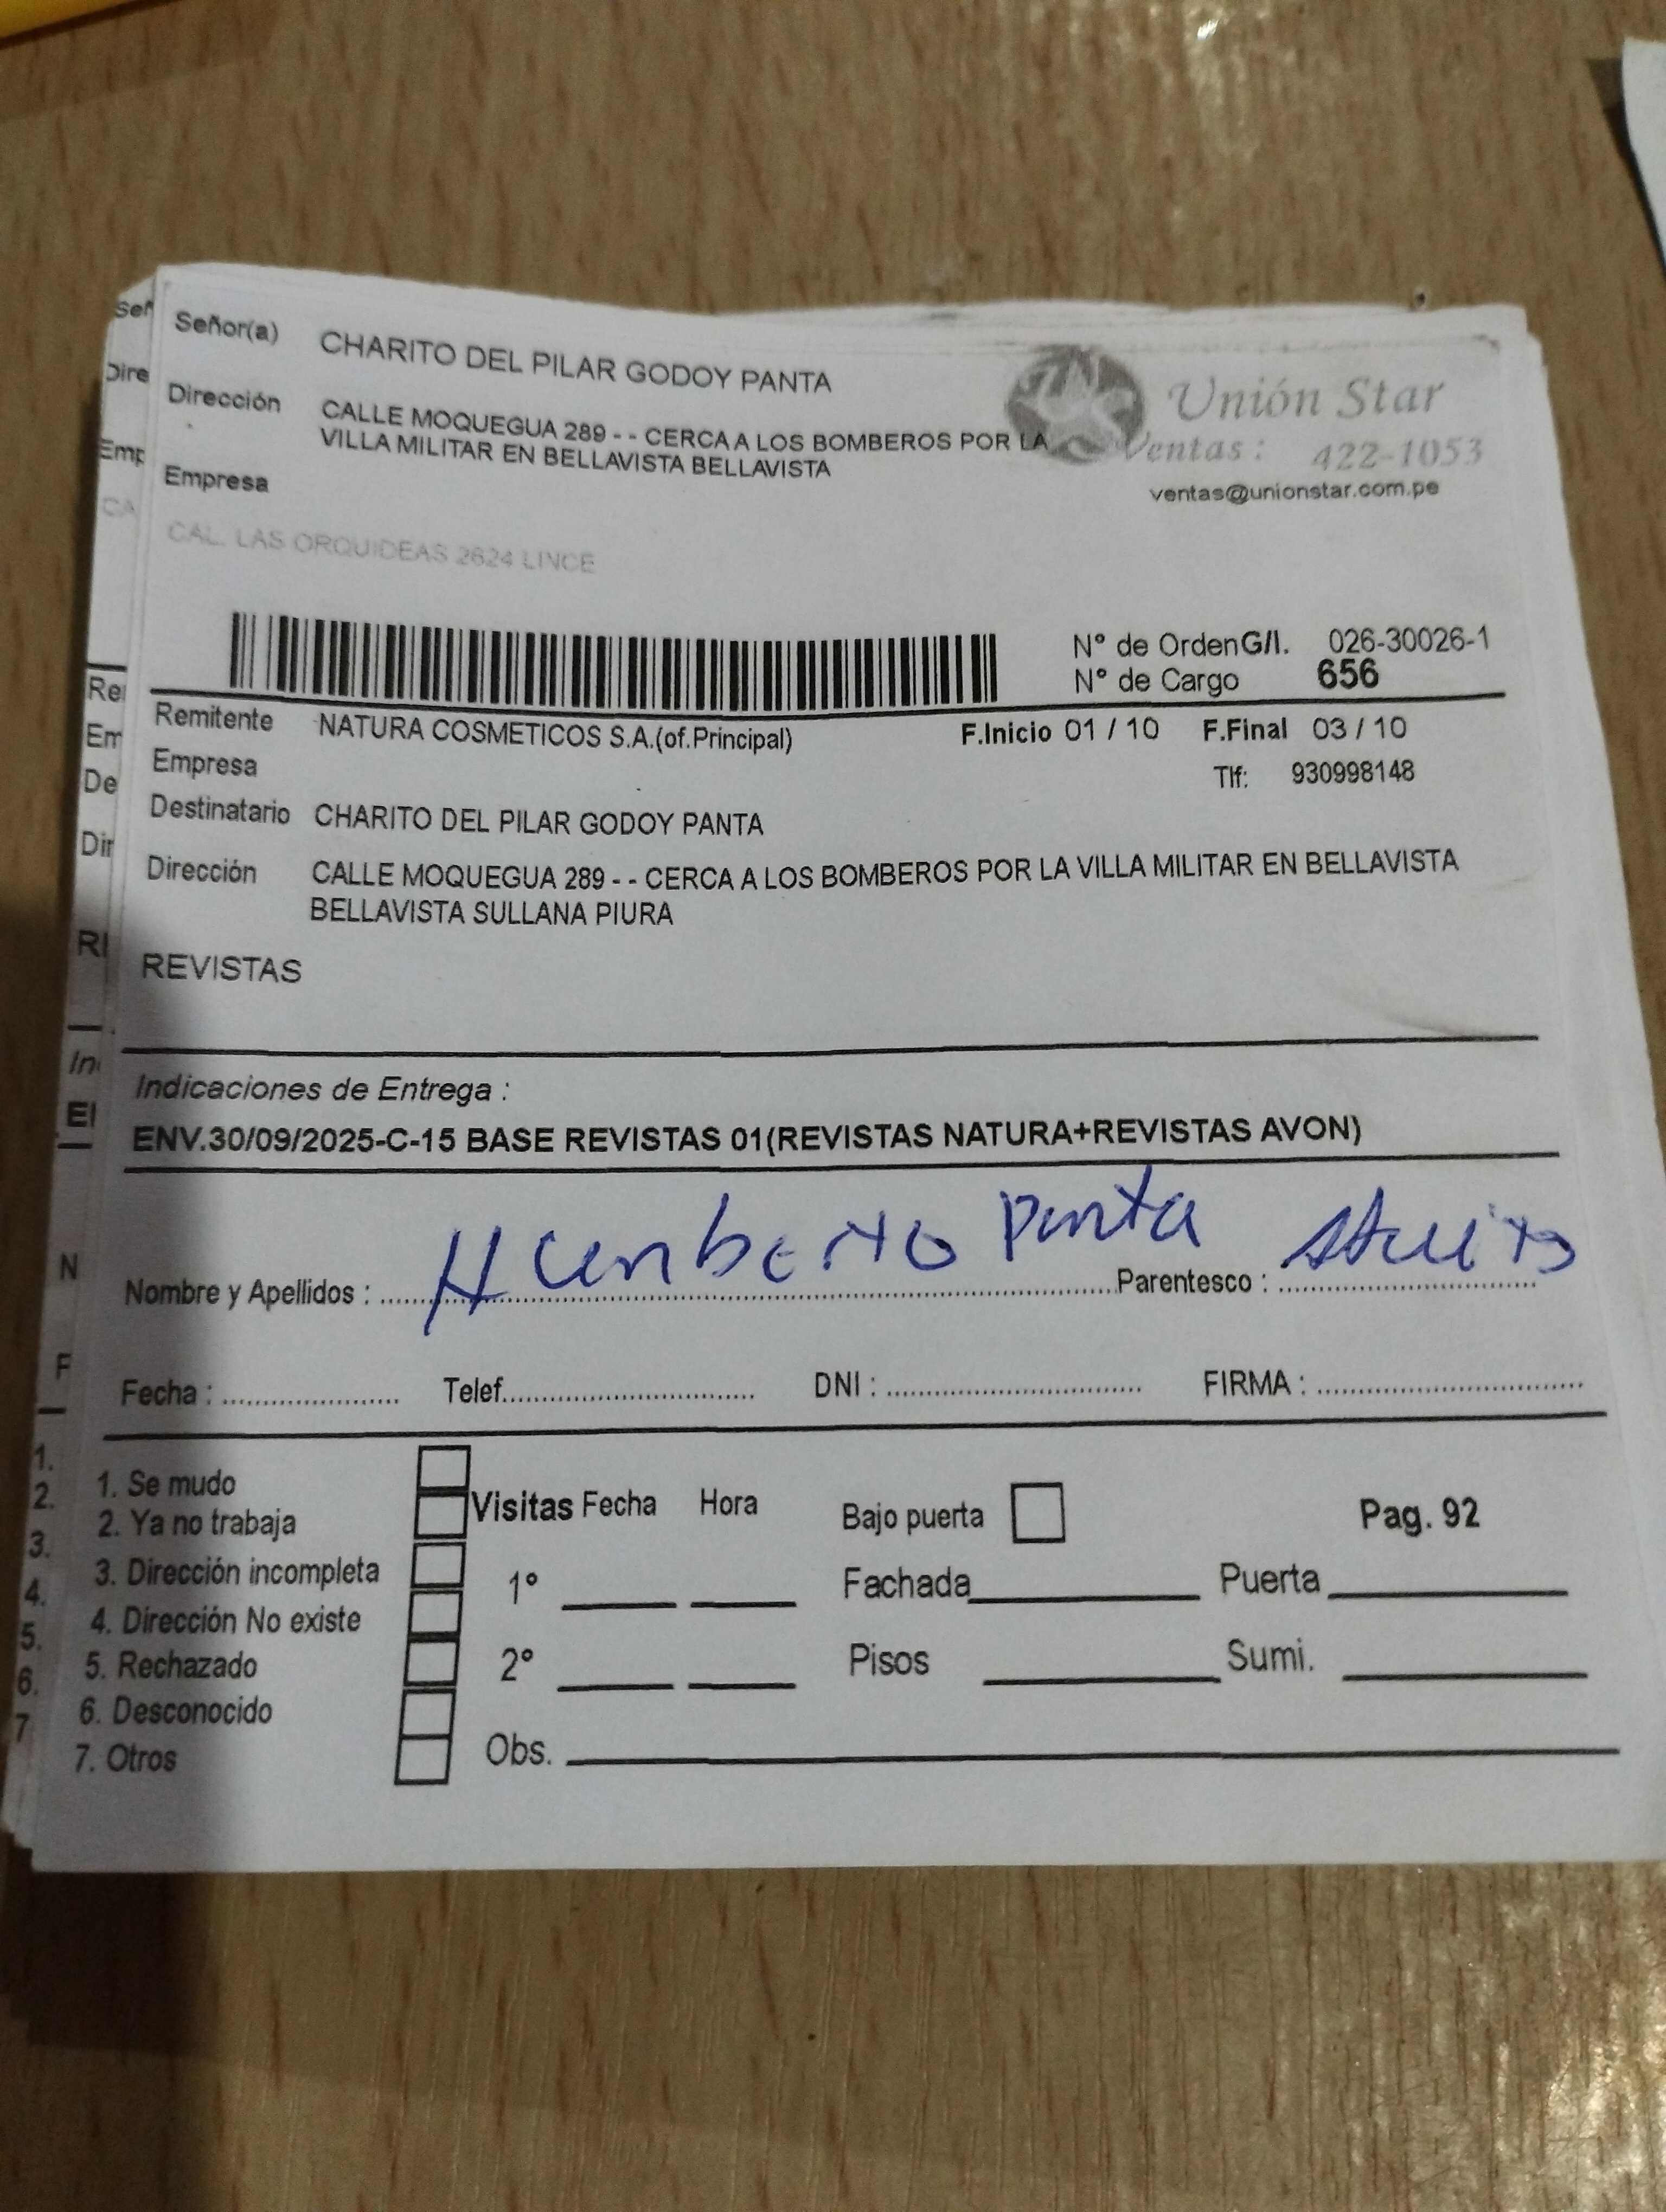 Señor(a) CHARITO DEL PILAR GODOY PANTA
Unión Star
Dirección CALLE MOQUEGUA 289 - - CERCA A LOS BOMBEROS POR LA
VILLA MILITAR EN BELLAVISTA BELLAVISTA
Ventas: 422-1053
ventas@unionstar.com.pe
Empresa
CAL. LAS ORQUIDEAS 2624 LINCE
N° de OrdenG/I. 026-30026-1
N° de Cargo 656
Remitente NATURA COSMETICOS S.A.(of.Principal) F.Inicio 01 / 10 F.Final 03 / 10
Empresa Tlf: 930998148
Destinatario CHARITO DEL PILAR GODOY PANTA
Dirección CALLE MOQUEGUA 289 - - CERCA A LOS BOMBEROS POR LA VILLA MILITAR EN BELLAVISTA
BELLAVISTA SULLANA PIURA
REVISTAS
Indicaciones de Entrega :
ENV.30/09/2025-C-15 BASE REVISTAS 01(REVISTAS NATURA+REVISTAS AVON)
Nombre y Apellidos : Humberto Panta Parentesco :
Fecha : Telef. DNI : FIRMA :
1. Se mudo
2. Ya no trabaja
3. Dirección incompleta
4. Dirección No existe
5. Rechazado
6. Desconocido
7. Otros
Visitas Fecha Hora
1°
2°
Obs.
Bajo puerta Pag. 92
Fachada Puerta
Pisos Sumi.